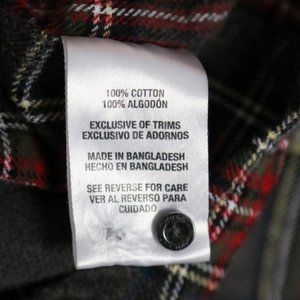 100% COTTON
100% ALGODÓN
EXCLUSIVE OF TRIMS
EXCLUSIVO DE ADORNOS
MADE IN BANGLADESH
HECHO EN BANGLADESH
SEE REVERSE FOR CARE
VER AL REVERSO PARA
CUIDADO